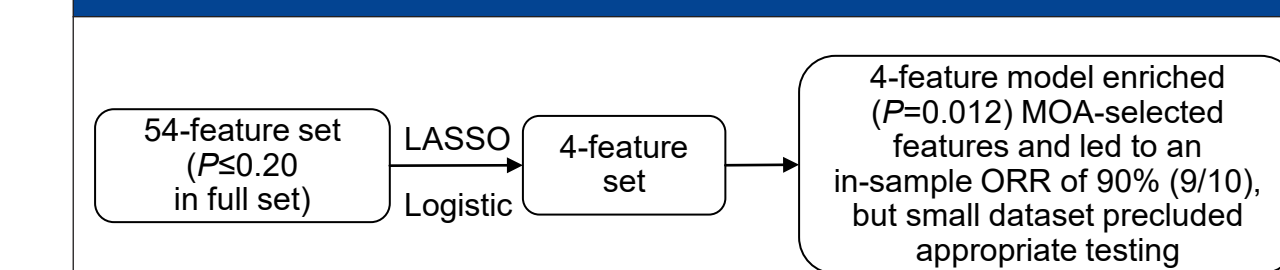 54-feature set
(P≤0.20
in full set)
LASSO
Logistic
4-feature
set
4-feature model enriched
(P=0.012) MOA-selected
features and led to an
in-sample ORR of 90% (9/10),
but small dataset precluded
appropriate testing